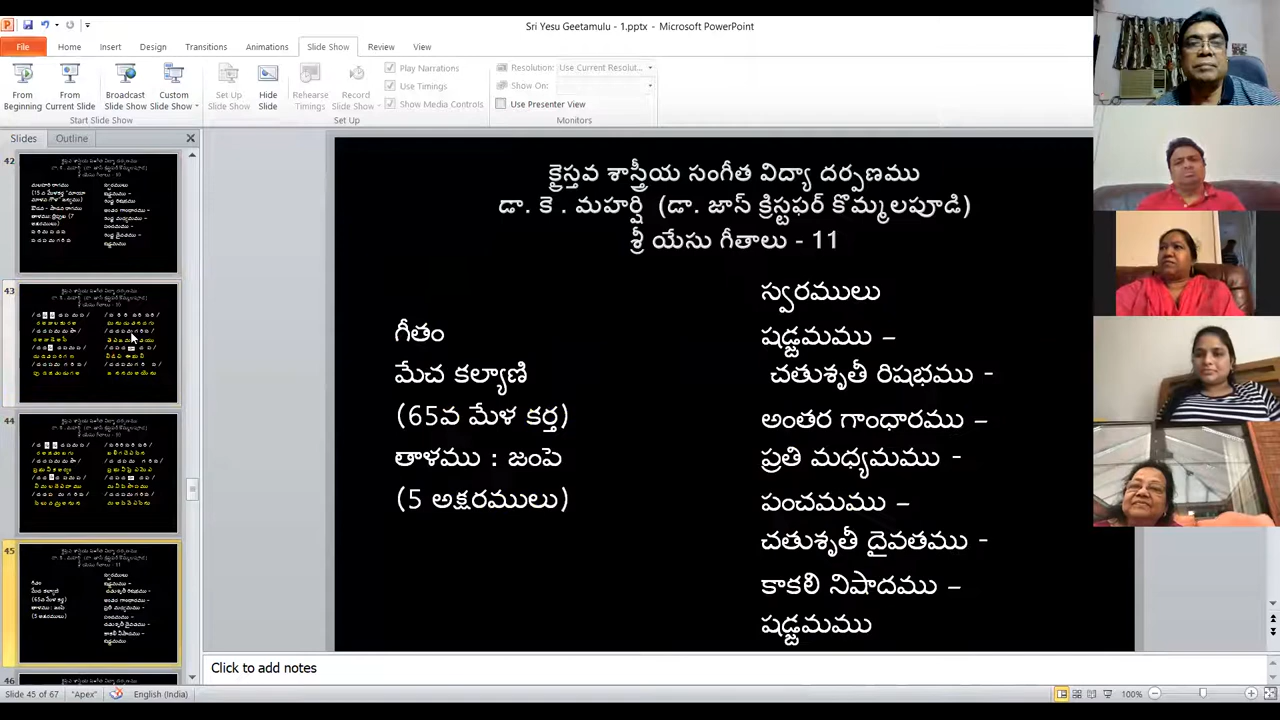 Sri Yesu Geetamulu - 1.pptx - Microsoft PowerPoint
File Home Insert Design Transitions Animations Slide Show Review View
From Beginning
From Current Slide
Broadcast Slide Show
Custom Slide Show
Set Up Slide Show
Hide Slide
Rehearse Timings
Record Slide Show
Play Narrations
Use Timings
Show Media Controls
Resolution: Use Current Resolut...
Show On:
Use Presenter View
Start Slide Show
Set Up
Monitors
Slides Outline
42
43
44
45
46
క్రైస్తవ శాస్త్రీయ సంగీత విద్యా దర్పణము
డా. కె . మహర్షి (డా. జాన్ క్రిస్టఫర్ కొమ్మలపూడి)
శ్రీ యేసు గీతాలు - 11
గీతం
మేచ కల్యాణి
(65వ మేళ కర్త)
తాళము : జంపె
(5 అక్షరములు)
స్వరములు
షడ్జమము –
చతుశృతీ రిషభము -
అంతర గాంధారము –
ప్రతి మధ్యమము -
పంచమము –
చతుశృతీ దైవతము -
కాకలి నిషాదము –
షడ్జమము
Click to add notes
Slide 45 of 67 "Apex" English (India) 100%